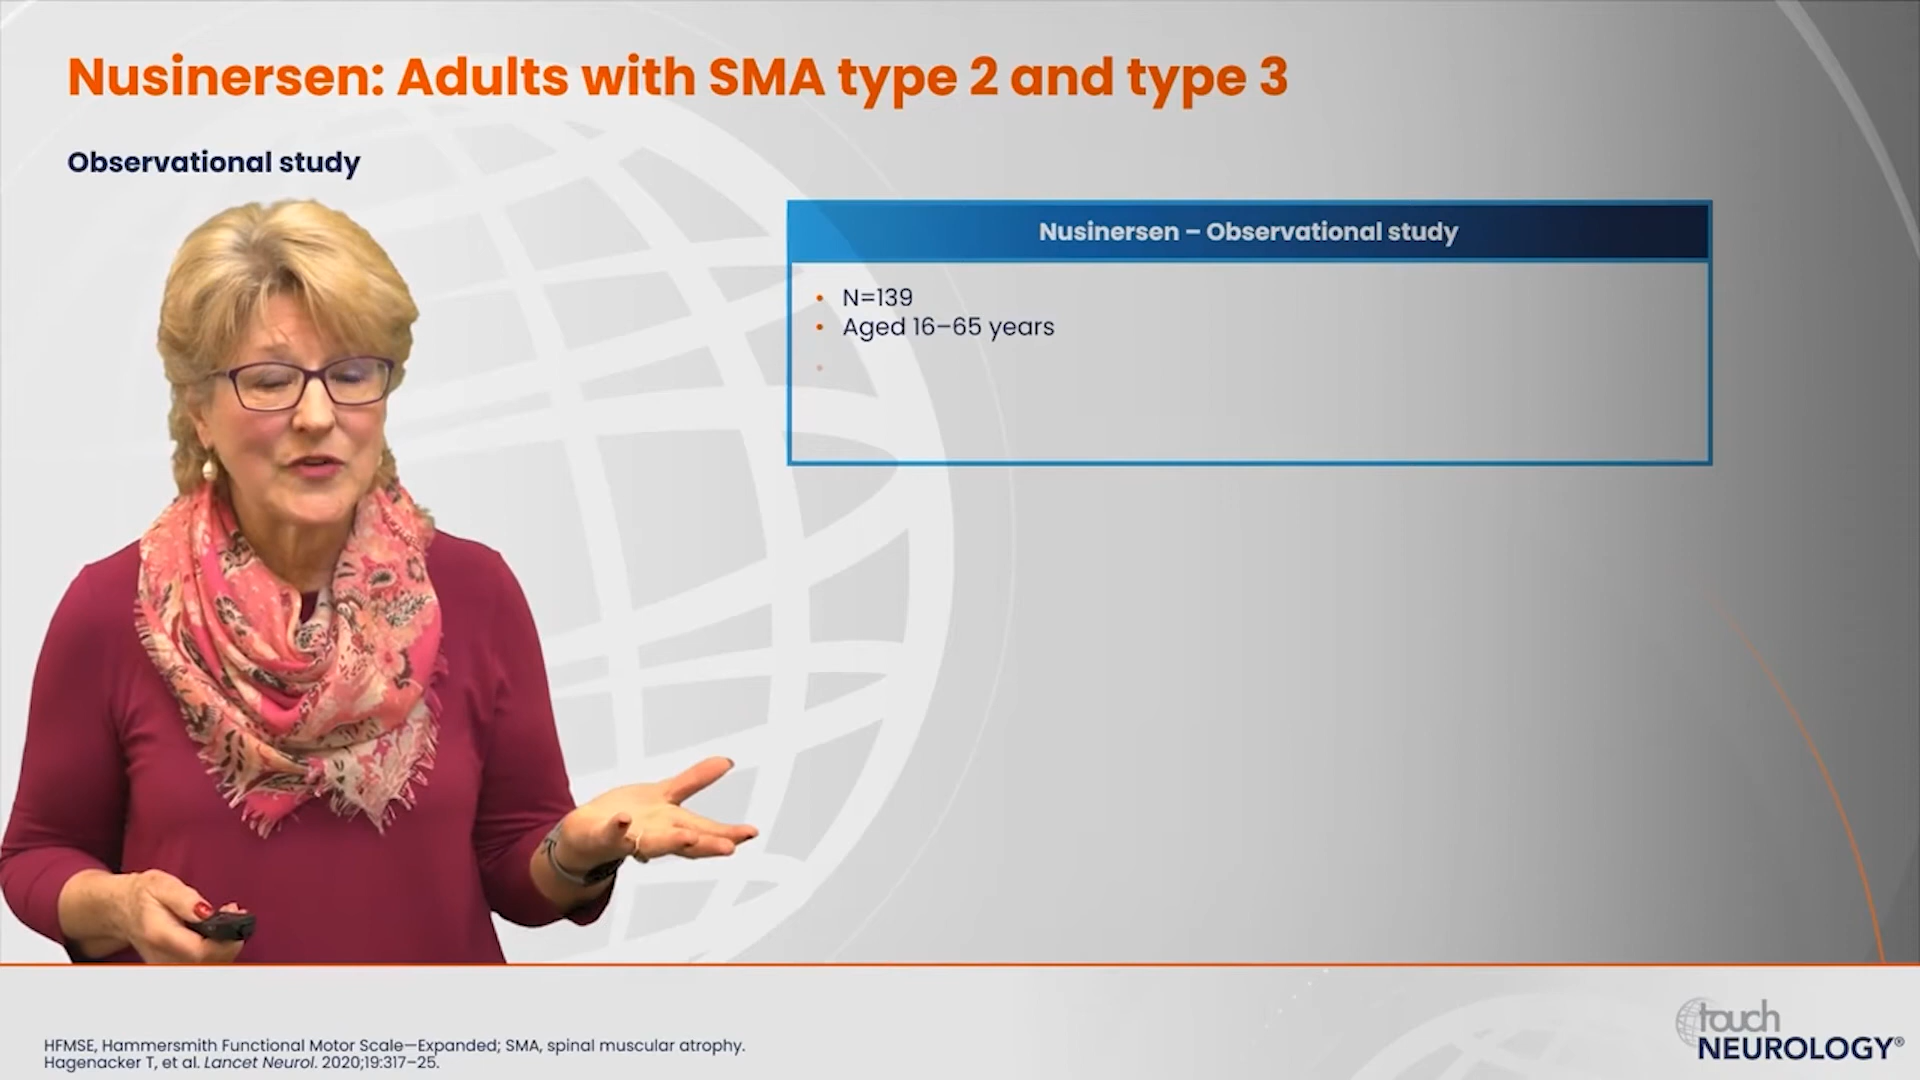 Nusinersen: Adults with SMA type 2 and type 3
Observational study
Nusinersen – Observational study
• N=139
• Aged 16–65 years
•
HFMSE, Hammersmith Functional Motor Scale—Expanded; SMA, spinal muscular atrophy.
Hagenacker T, et al. Lancet Neurol. 2020;19:317–25.
touch
NEUROLOGY®